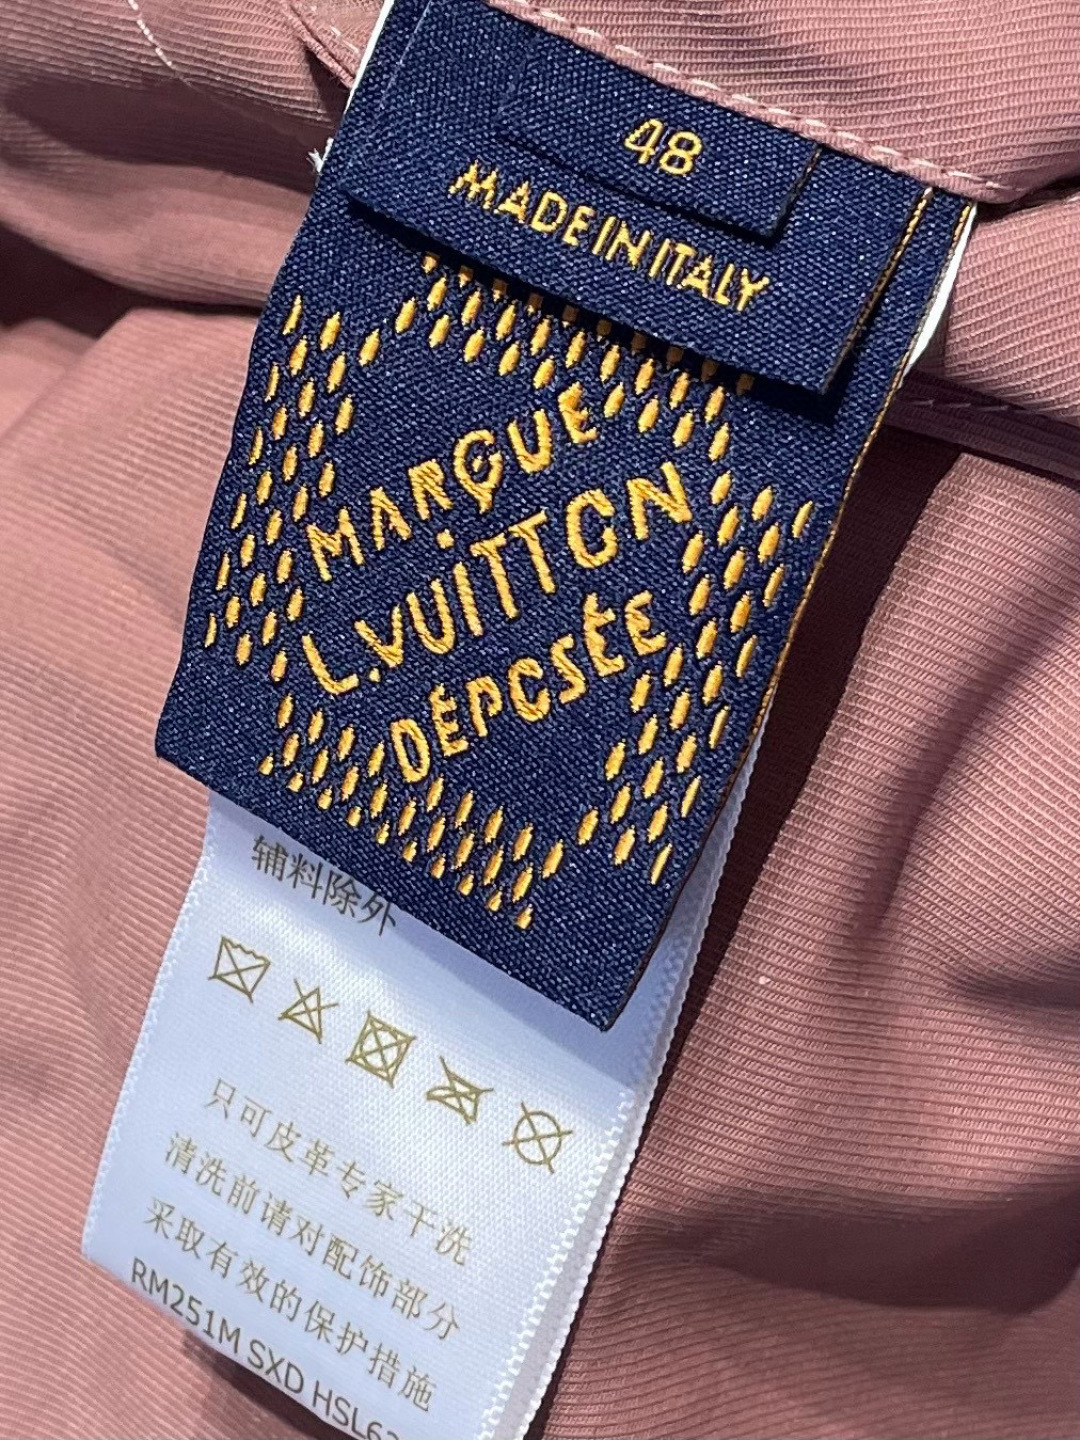 48
MADE IN ITALY
MARQUE
L.VUITTON
DÉPOSÉE
辅料除外
只可皮革专家干洗
清洗前请对配饰部分
采取有效的保护措施
RM251M SXD HSL62